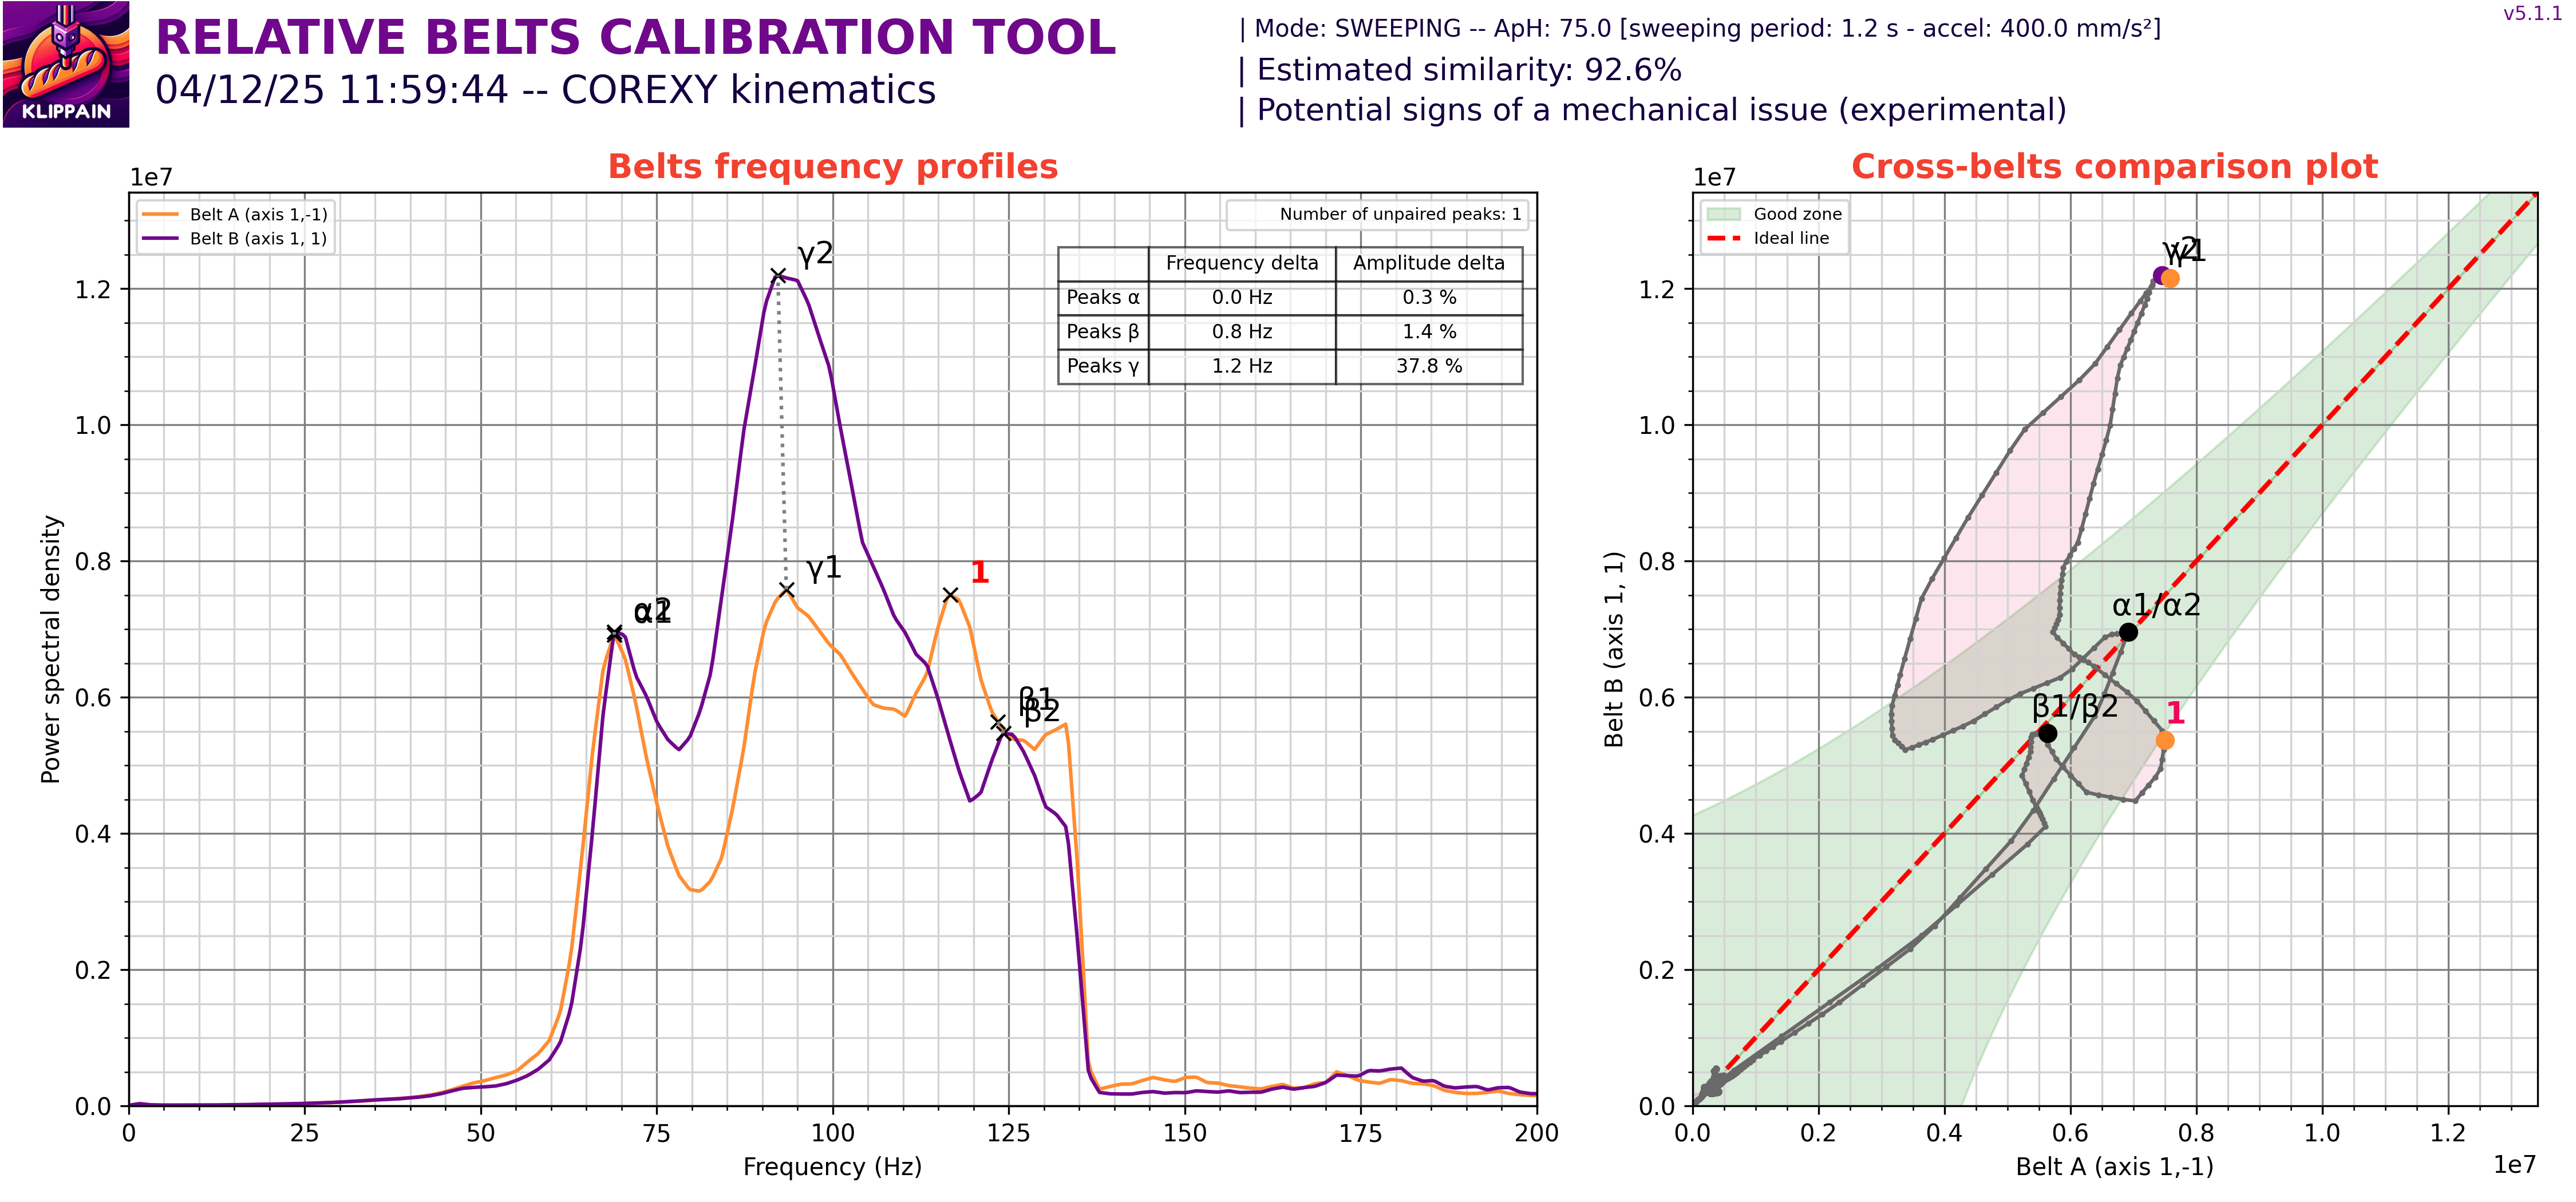 KLIPPAIN
RELATIVE BELTS CALIBRATION TOOL
04/12/25 11:59:44 -- COREXY kinematics
| Mode: SWEEPING -- ApH: 75.0 [sweeping period: 1.2 s - accel: 400.0 mm/s²]
| Estimated similarity: 92.6%
| Potential signs of a mechanical issue (experimental)
v5.1.1
Belts frequency profiles
1e7
Belt A (axis 1,-1)
Belt B (axis 1, 1)
Number of unpaired peaks: 1
Frequency delta Amplitude delta
Peaks α 0.0 Hz 0.3 %
Peaks β 0.8 Hz 1.4 %
Peaks γ 1.2 Hz 37.8 %
γ2
γ1
1
α1
α2
β1
β2
Power spectral density
1.2
1.0
0.8
0.6
0.4
0.2
0.0
0 25 50 75 100 125 150 175 200
Frequency (Hz)
Cross-belts comparison plot
1e7
Good zone
Ideal line
γ2
γ1
α1/α2
β1/β2
1
Belt B (axis 1, 1)
1.2
1.0
0.8
0.6
0.4
0.2
0.0
0.0 0.2 0.4 0.6 0.8 1.0 1.2
Belt A (axis 1,-1)
1e7